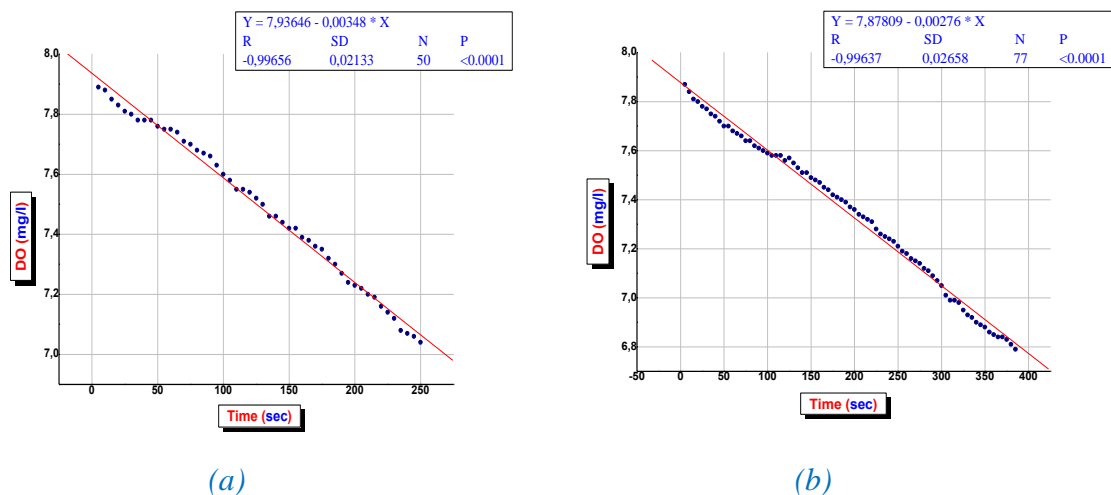 Y = 7,93646 - 0,00348 * X
R SD N P
-0,99656 0,02133 50 <0.0001
8,0
7,8
7,6
7,4
7,2
7,0
DO (mg/l)
0 50 100 150 200 250
Time (sec)
(a)
Y = 7,87809 - 0,00276 * X
R SD N P
-0,99637 0,02658 77 <0.0001
8,0
7,8
7,6
7,4
7,2
7,0
6,8
DO (mg/l)
-50 0 50 100 150 200 250 300 350 400
Time (sec)
(b)